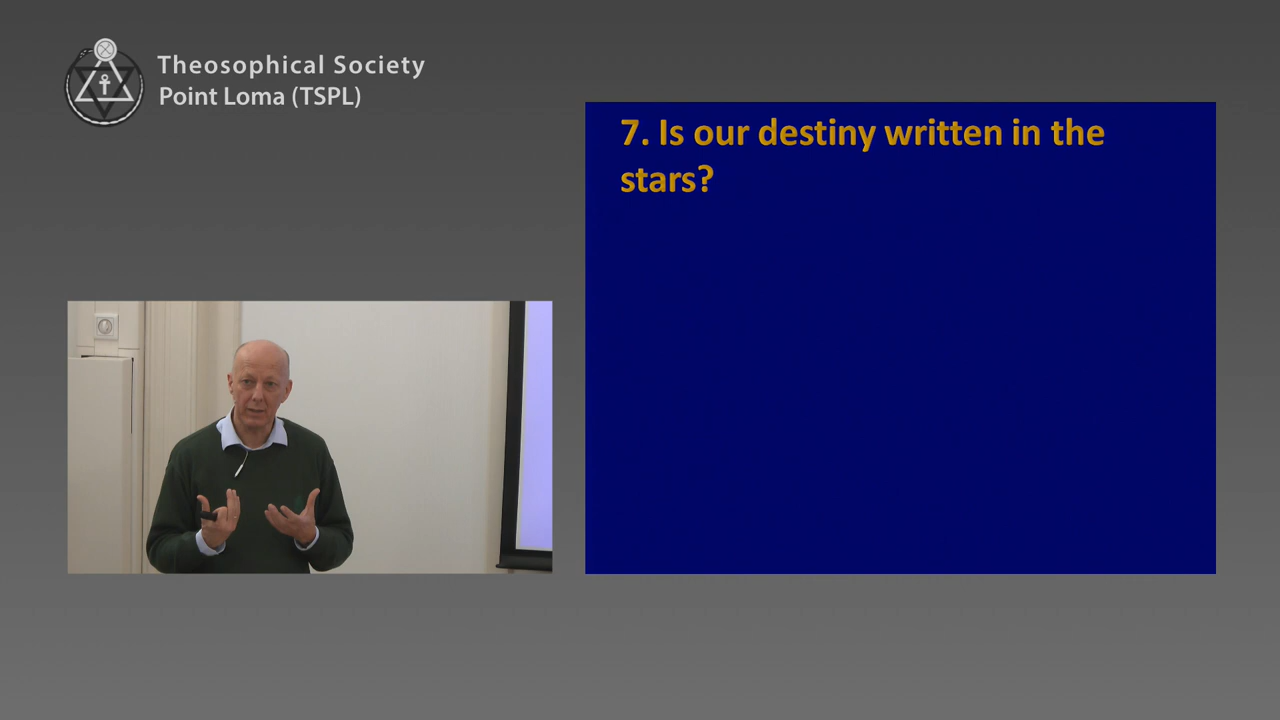 Theosophical Society
Point Loma (TSPL)
7. Is our destiny written in the
stars?